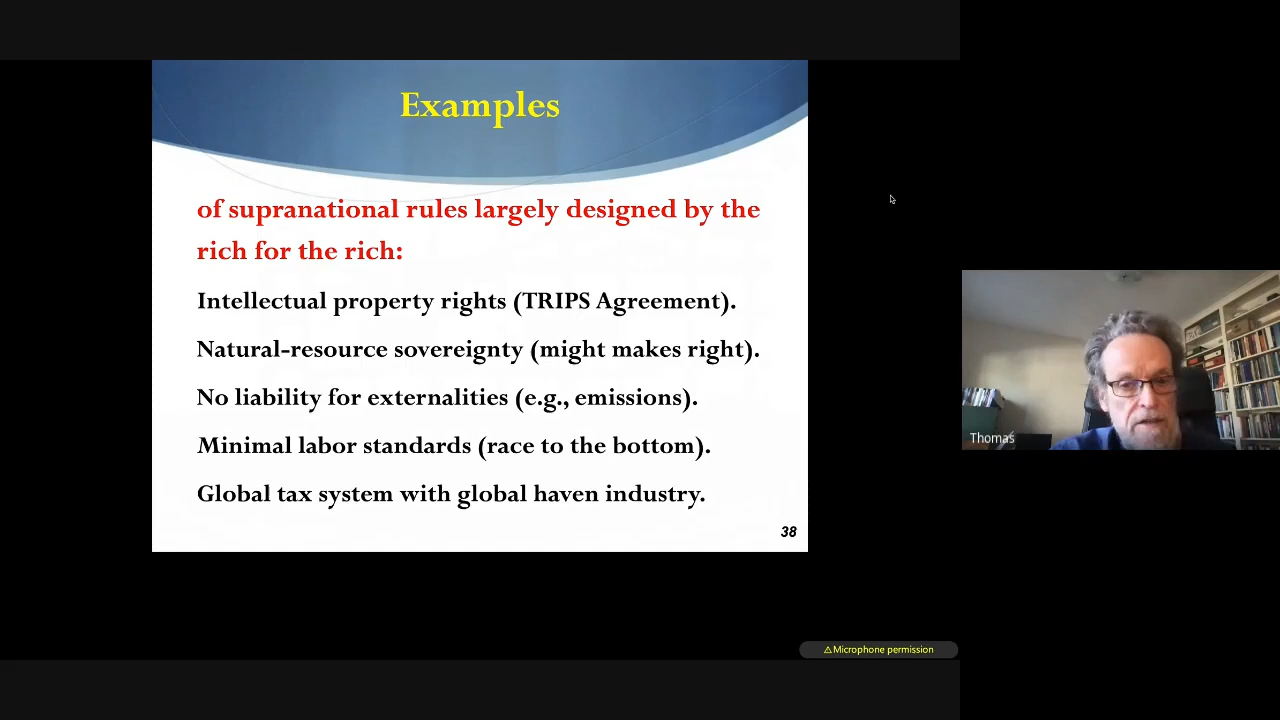 Examples
of supranational rules largely designed by the
rich for the rich:
Intellectual property rights (TRIPS Agreement).
Natural-resource sovereignty (might makes right).
No liability for externalities (e.g., emissions).
Minimal labor standards (race to the bottom).
Global tax system with global haven industry.
38
Thomas
⚠Microphone permission